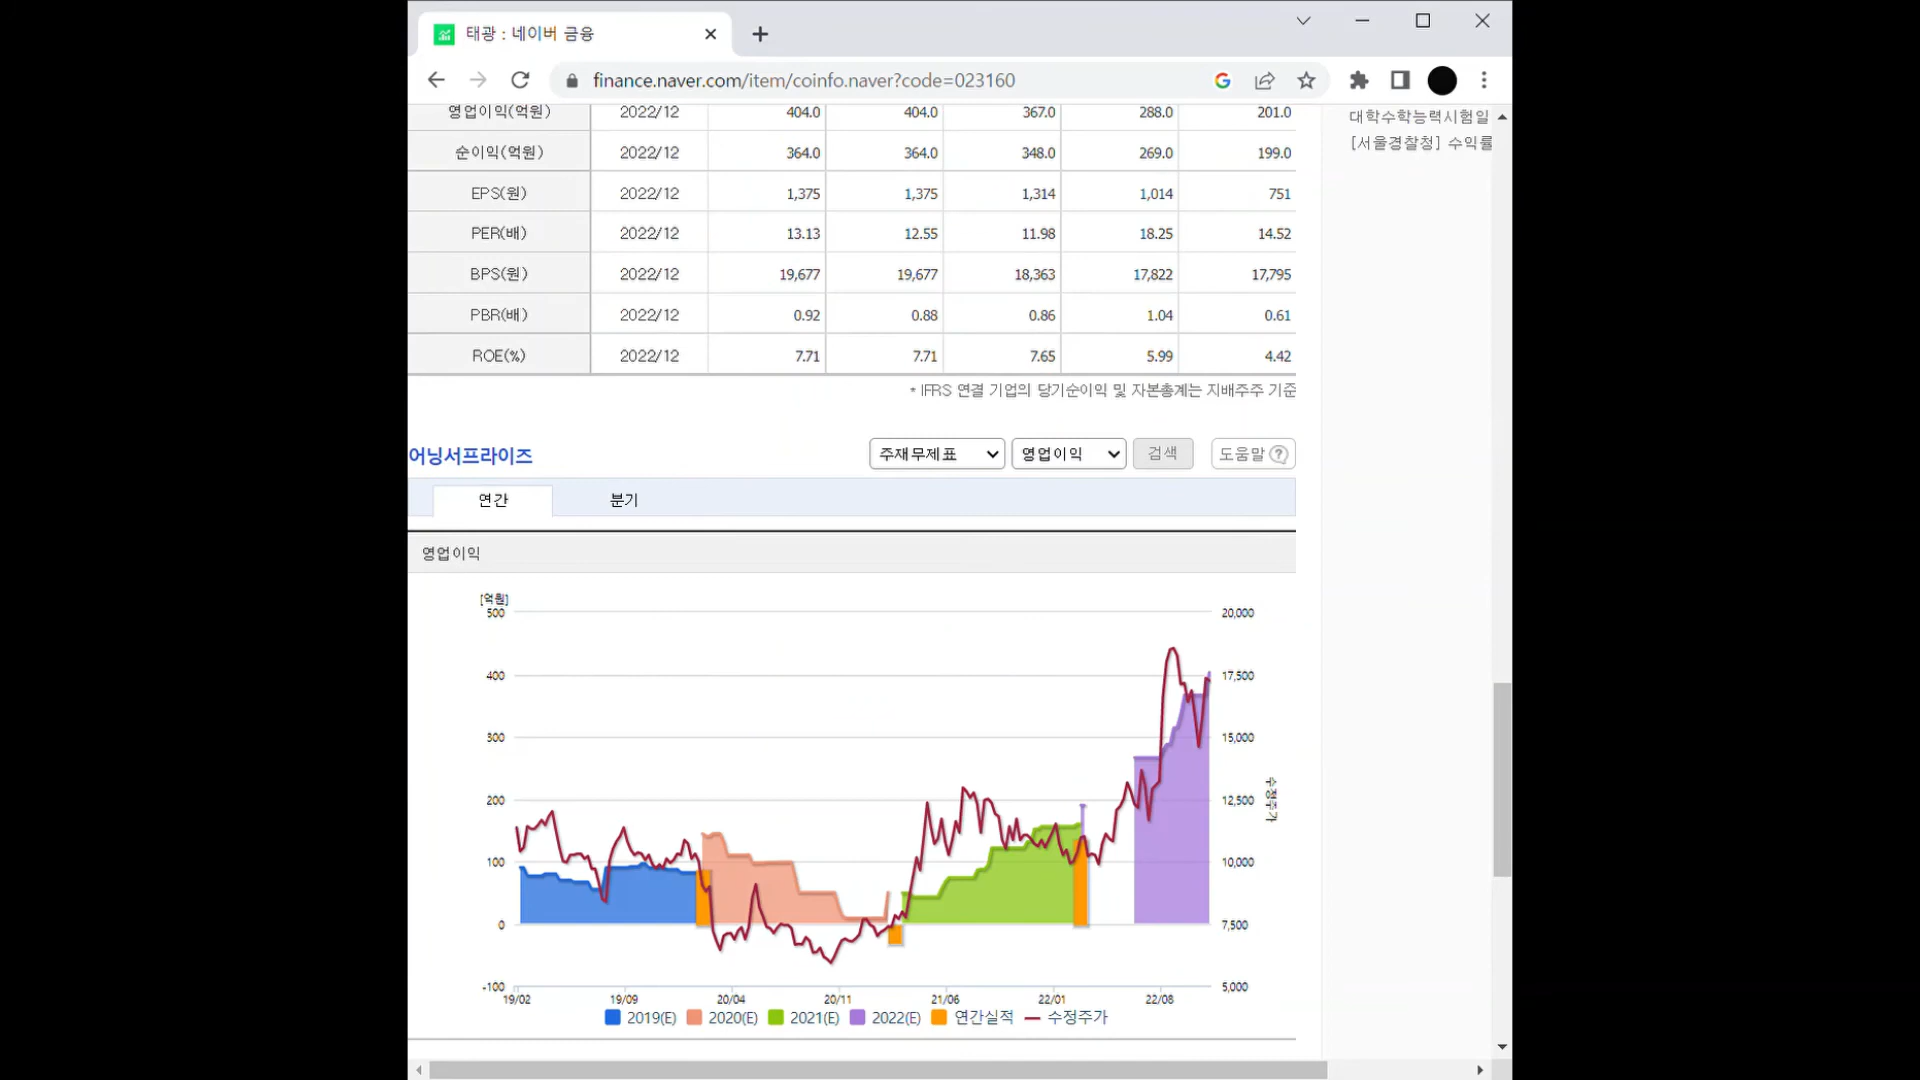 태광 : 네이버 금융
finance.naver.com/item/coinfo.naver?code=023160
영업이익(억원) 2022/12 404.0 404.0 367.0 288.0 201.0
순이익(억원) 2022/12 364.0 364.0 348.0 269.0 199.0
EPS(원) 2022/12 1,375 1,375 1,314 1,014 751
PER(배) 2022/12 13.13 12.55 11.98 18.25 14.52
BPS(원) 2022/12 19,677 19,677 18,363 17,822 17,795
PBR(배) 2022/12 0.92 0.88 0.86 1.04 0.61
ROE(%) 2022/12 7.71 7.71 7.65 5.99 4.42
* IFRS 연결 기업의 당기순이익 및 자본총계는 지배주주 기준
대학수학능력시험일
[서울경찰청] 수익률
어닝서프라이즈 주재무제표 영업이익 검색 도움말 ?
연간 분기
영업이익
[억원]
500 20,000
400 17,500
300 15,000
200 12,500
100 10,000
0 7,500
-100 5,000
수정주가
19/02 19/09 20/04 20/11 21/06 22/01 22/08
2019(E) 2020(E) 2021(E) 2022(E) 연간실적 수정주가